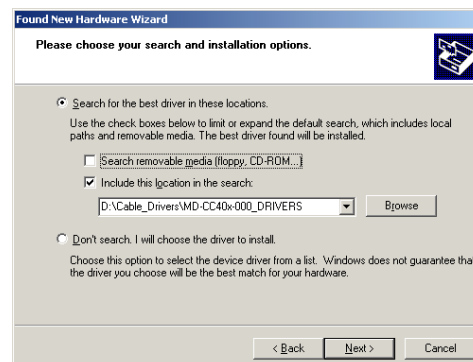 Found New Hardware Wizard
Please choose your search and installation options.
Search for the best driver in these locations.
Use the check boxes below to limit or expand the default search, which includes local
paths and removable media. The best driver found will be installed.
Search removable media (floppy, CD-ROM...)
Include this location in the search:
D:\Cable_Drivers\MD-CC40x-000_DRIVERS
Browse
Don't search. I will choose the driver to install.
Choose this option to select the device driver from a list. Windows does not guarantee tha
the driver you choose will be the best match for your hardware.
< Back
Next >
Cancel